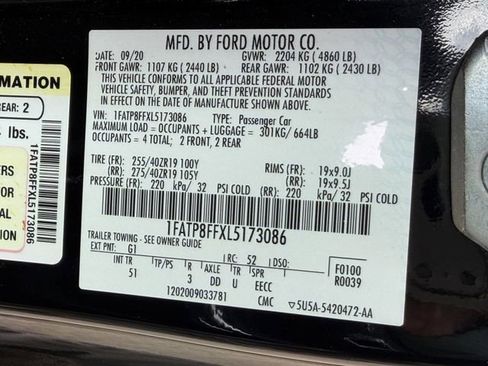 MATION
REAR: 2
lbs.
ERS
R
1FATP8FFXL5173086
MFD. BY FORD MOTOR CO.
DATE: 09/20 GVWR: 2204 KG ( 4860 LB)
FRONT GAWR: 1107 KG ( 2440 LB) REAR GAWR: 1102 KG ( 2430 LB)
THIS VEHICLE CONFORMS TO ALL APPLICABLE FEDERAL MOTOR
VEHICLE SAFETY, BUMPER, AND THEFT PREVENTION STANDARDS
IN EFFECT ON THE DATE OF MANUFACTURE SHOWN ABOVE.
VIN: 1FATP8FFXL5173086 TYPE: Passenger Car
MAXIMUM LOAD = OCCUPANTS + LUGGAGE = 301KG/664LB
OCCUPANTS = 4 TOTAL; 2 FRONT, 2 REAR
TIRE (FR): 255/40ZR19 100Y RIMS (FR): 19x9.0J
(RR): 275/40ZR19 105Y (RR): 19x9.5J
PRESSURE (FR): 220 kPa/ 32 PSI COLD (RR): 220 kPa/ 32 PSI COLD
1FATP8FFXL5173086
TRAILER TOWING - SEE OWNER GUIDE
EXT PNT: G1 RC: 52 F0100
INT TR TP/PS R AXLE TR SPR R0039
51 3 DD U EECC
1202009033781 CMC 5U5A-5420472-AA